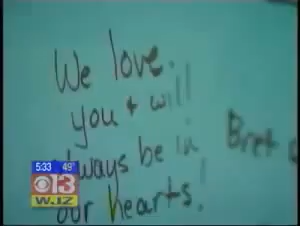 We love.
you + will
always be in
our hearts!
Bret
5:33 49°
13
WJZ